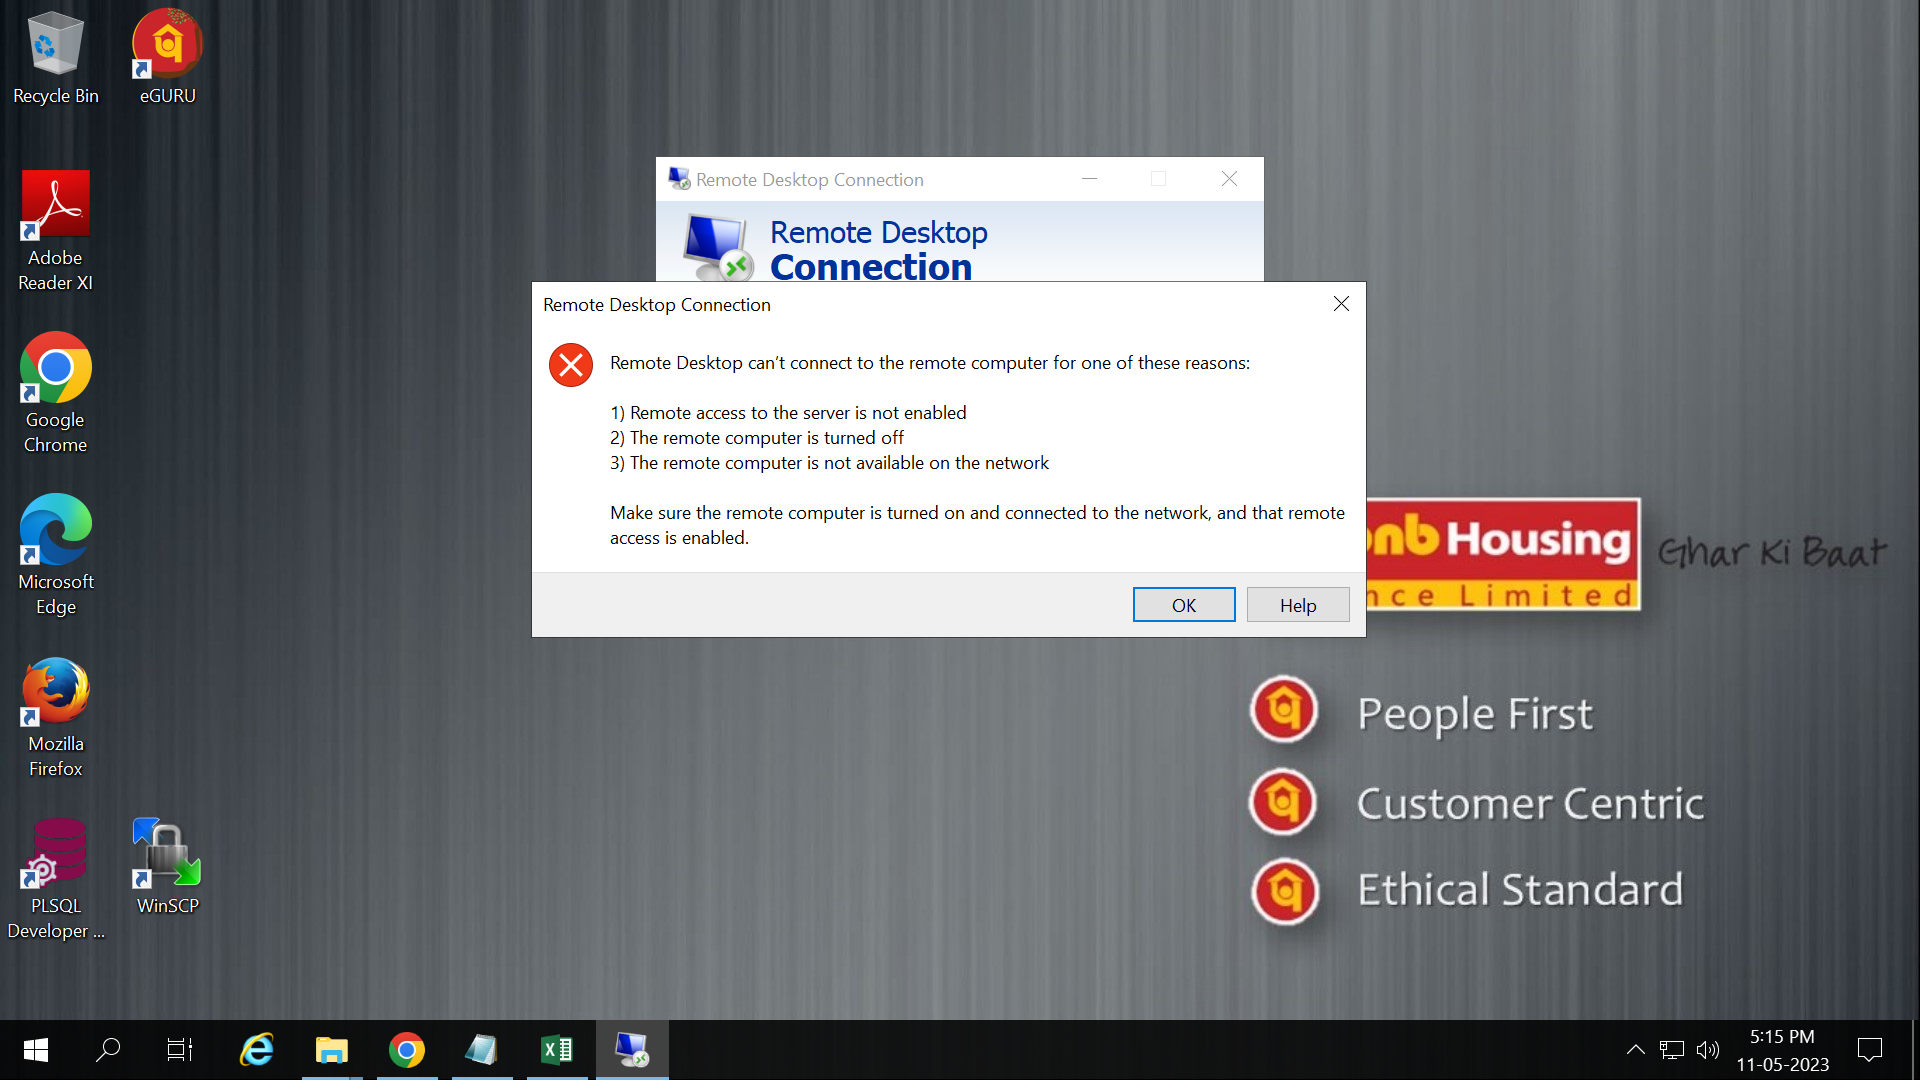 Recycle Bin
eGURU
Adobe
Reader XI
Google
Chrome
Microsoft
Edge
Mozilla
Firefox
PLSQL
Developer ...
WinSCP
Remote Desktop Connection
Remote Desktop
Connection
Remote Desktop Connection
Remote Desktop can't connect to the remote computer for one of these reasons:
1) Remote access to the server is not enabled
2) The remote computer is turned off
3) The remote computer is not available on the network
Make sure the remote computer is turned on and connected to the network, and that remote
access is enabled.
OK
Help
nb Housing
nce Limited
Ghar Ki Baat
People First
Customer Centric
Ethical Standard
5:15 PM
11-05-2023